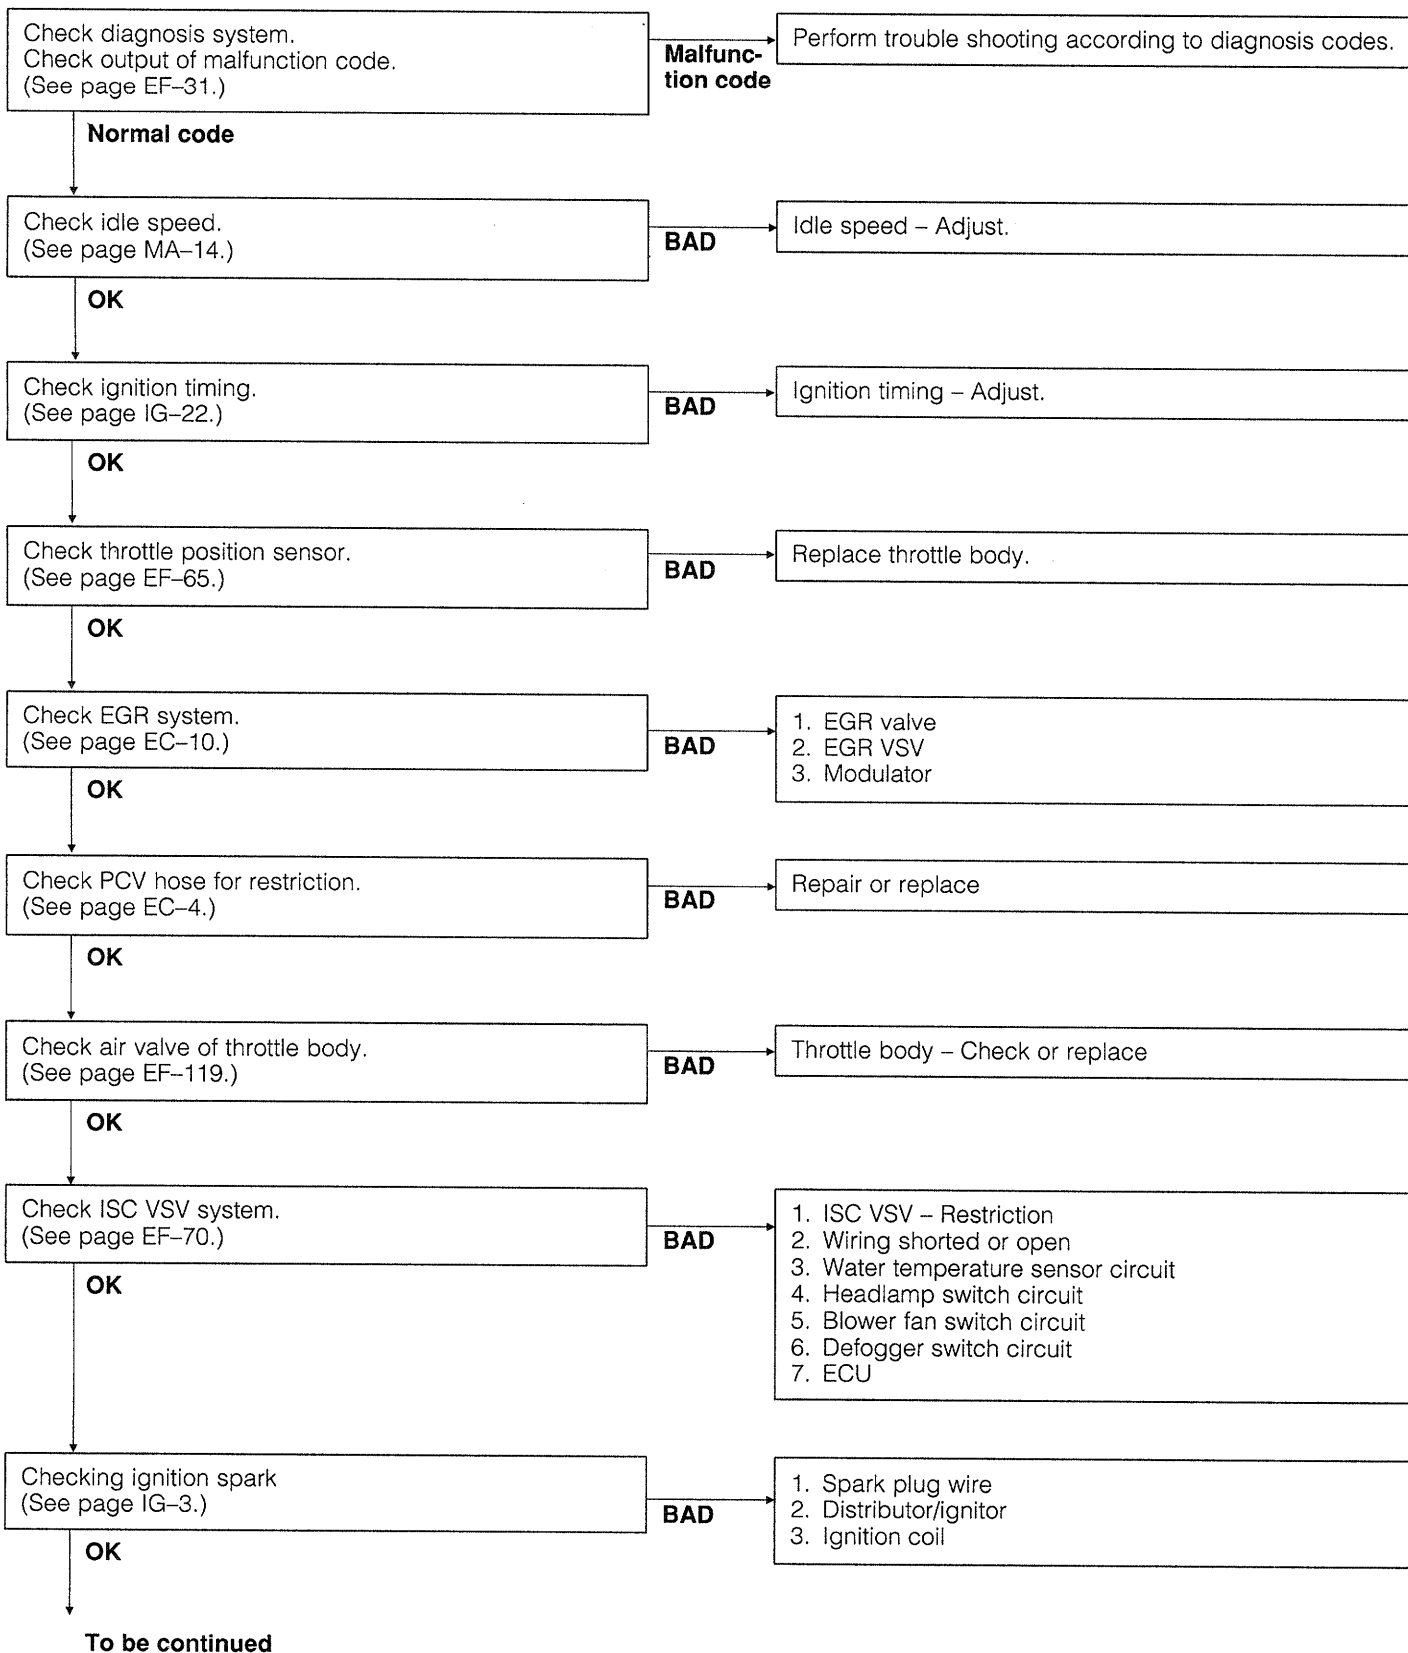 Check diagnosis system.
Check output of malfunction code.
(See page EF–31.)
Malfunc-
tion code
Perform trouble shooting according to diagnosis codes.
Normal code
Check idle speed.
(See page MA–14.)
BAD
Idle speed – Adjust.
OK
Check ignition timing.
(See page IG–22.)
BAD
Ignition timing – Adjust.
OK
Check throttle position sensor.
(See page EF–65.)
BAD
Replace throttle body.
OK
Check EGR system.
(See page EC–10.)
BAD
1. EGR valve
2. EGR VSV
3. Modulator
OK
Check PCV hose for restriction.
(See page EC–4.)
BAD
Repair or replace
OK
Check air valve of throttle body.
(See page EF–119.)
BAD
Throttle body – Check or replace
OK
Check ISC VSV system.
(See page EF–70.)
BAD
1. ISC VSV – Restriction
2. Wiring shorted or open
3. Water temperature sensor circuit
4. Headlamp switch circuit
5. Blower fan switch circuit
6. Defogger switch circuit
7. ECU
OK
Checking ignition spark
(See page IG–3.)
BAD
1. Spark plug wire
2. Distributor/ignitor
3. Ignition coil
OK
To be continued